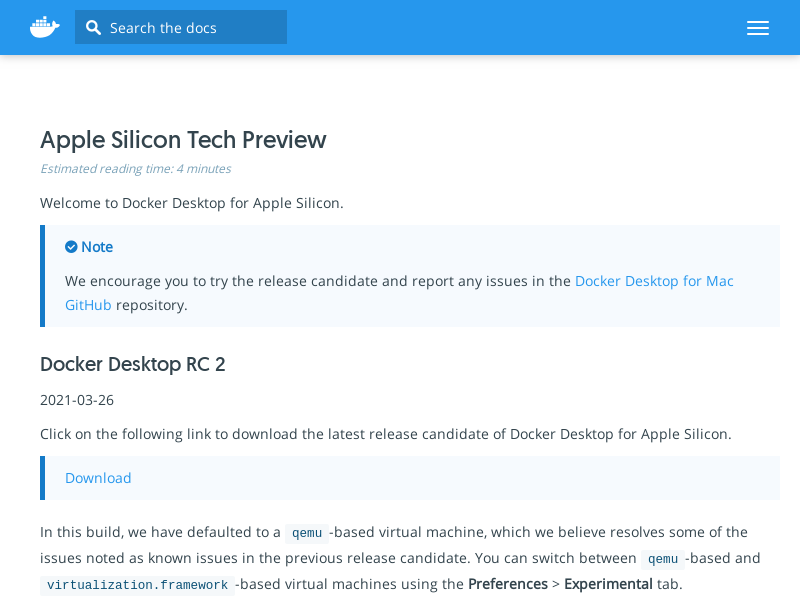 Search the docs
Apple Silicon Tech Preview
Estimated reading time: 4 minutes
Welcome to Docker Desktop for Apple Silicon.
Note
We encourage you to try the release candidate and report any issues in the Docker Desktop for Mac
GitHub repository.
Docker Desktop RC 2
2021-03-26
Click on the following link to download the latest release candidate of Docker Desktop for Apple Silicon.
Download
In this build, we have defaulted to a qemu -based virtual machine, which we believe resolves some of the
issues noted as known issues in the previous release candidate. You can switch between qemu -based and
virtualization.framework -based virtual machines using the Preferences > Experimental tab.